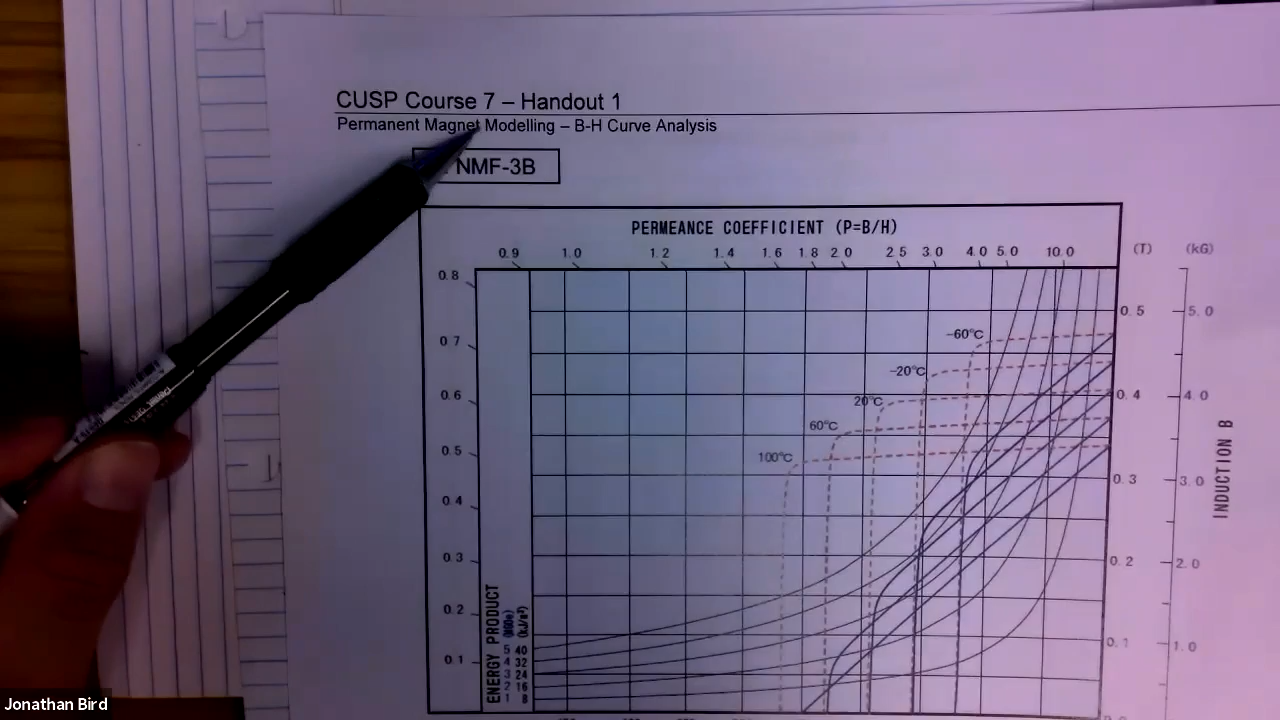 CUSP Course 7 – Handout 1
Permanent Magnet Modelling – B-H Curve Analysis
NMF-3B
PERMEANCE COEFFICIENT (P=B/H)
0.9 1.0 1.2 1.4 1.6 1.8 2.0 2.5 3.0 4.0 5.0 10.0 (T) (kG)
0.8
0.5 5.0
-60°C
0.7
-20°C
0.6 20°C 0.4 4.0
60°C
0.5 100°C
INDUCTION B
0.3 3.0
0.4
0.3 0.2 2.0
ENERGY PRODUCT
(MGOe) (kJ/m³)
0.2
0.1 1.0
5 40
0.1 4 32
3 24
2 16
1 8
Jonathan Bird